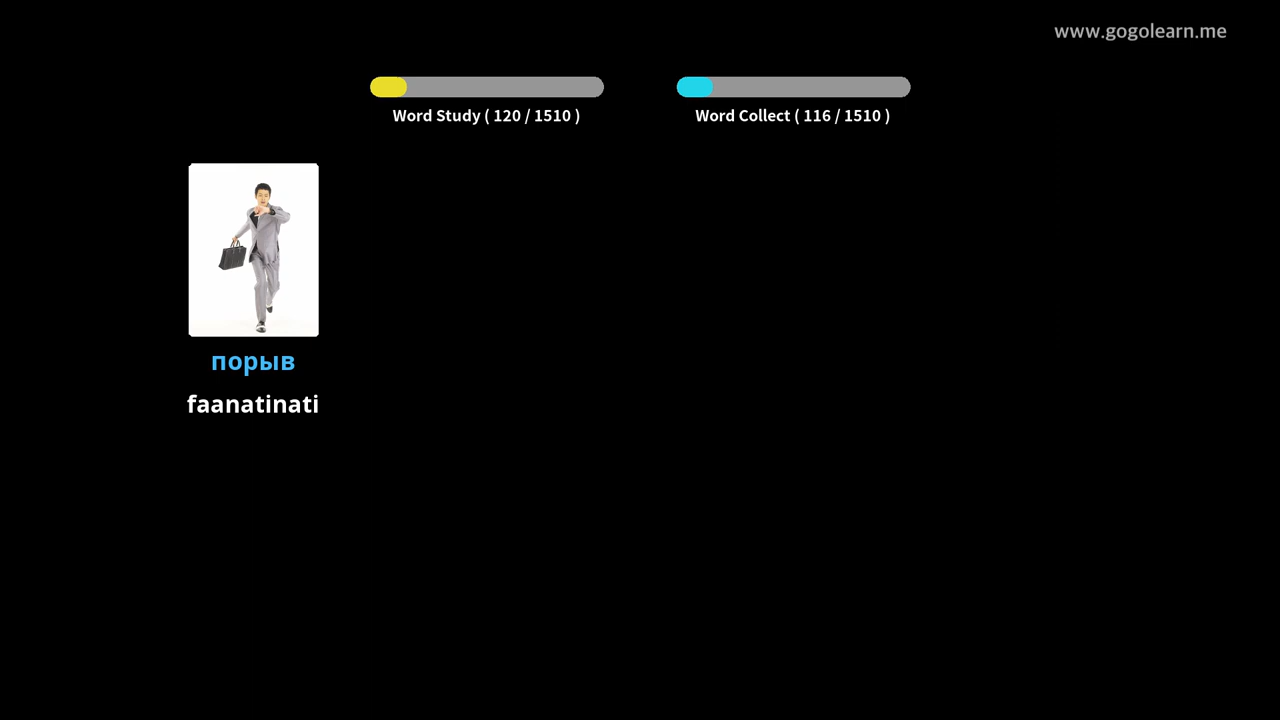 www.gogolearn.me
Word Study ( 120 / 1510 )
Word Collect ( 116 / 1510 )
порыв
faanatinati